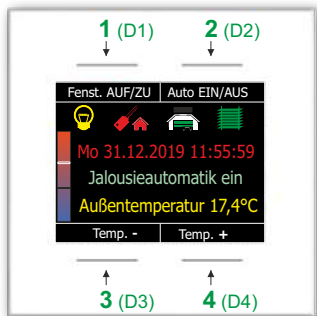 1 (D1) 2 (D2)
Fenst. AUF/ZU Auto EIN/AUS
Mo 31.12.2019 11:55:59
Jalousieautomatik ein
Außentemperatur 17,4°C
Temp. - Temp. +
3 (D3) 4 (D4)